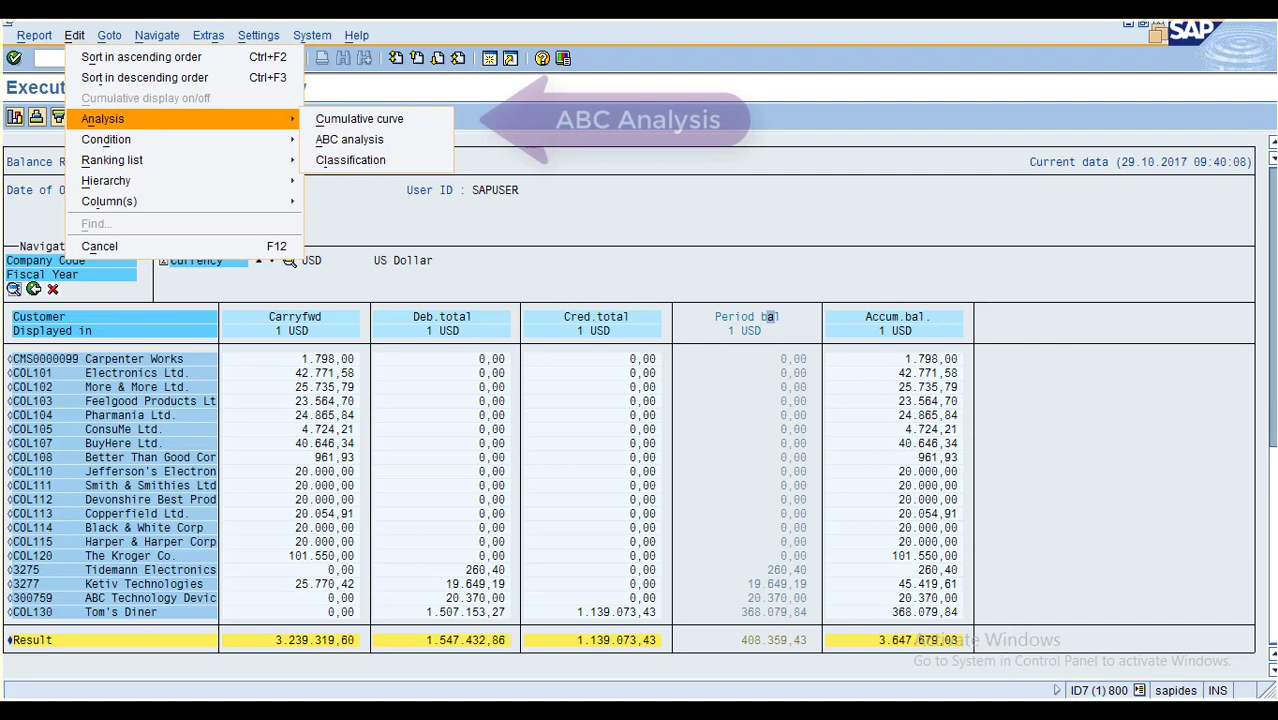 SAP
Report Edit Goto Navigate Extras Settings System Help
Sort in ascending order Ctrl+F2
Sort in descending order Ctrl+F3
Cumulative display on/off
Analysis
Condition
Ranking list
Hierarchy
Column(s)
Find...
Cancel F12
Cumulative curve
ABC analysis
Classification
ABC Analysis
Execut
Balance R
Current data (29.10.2017 09:40:08)
Date of O
User ID : SAPUSER
Navigat
Company Code Currency USD US Dollar
Fiscal Year
Customer Carryfwd Deb.total Cred.total Period bal Accum.bal.
Displayed in 1 USD 1 USD 1 USD 1 USD 1 USD
CMS0000099 Carpenter Works 1.798,00 0,00 0,00 0,00 1.798,00
COL101 Electronics Ltd. 42.771,58 0,00 0,00 0,00 42.771,58
COL102 More & More Ltd. 25.735,79 0,00 0,00 0,00 25.735,79
COL103 Feelgood Products Lt 23.564,70 0,00 0,00 0,00 23.564,70
COL104 Pharmania Ltd. 24.865,84 0,00 0,00 0,00 24.865,84
COL105 ConsuMe Ltd. 4.724,21 0,00 0,00 0,00 4.724,21
COL107 BuyHere Ltd. 40.646,34 0,00 0,00 0,00 40.646,34
COL108 Better Than Good Cor 961,93 0,00 0,00 0,00 961,93
COL110 Jefferson's Electron 20.000,00 0,00 0,00 0,00 20.000,00
COL111 Smith & Smithies Ltd 20.000,00 0,00 0,00 0,00 20.000,00
COL112 Devonshire Best Prod 20.000,00 0,00 0,00 0,00 20.000,00
COL113 Copperfield Ltd. 20.054,91 0,00 0,00 0,00 20.054,91
COL114 Black & White Corp 20.000,00 0,00 0,00 0,00 20.000,00
COL115 Harper & Harper Corp 20.000,00 0,00 0,00 0,00 20.000,00
COL120 The Kroger Co. 101.550,00 0,00 0,00 0,00 101.550,00
3275 Tidemann Electronics 0,00 260,40 0,00 260,40 260,40
3277 Ketiv Technologies 25.770,42 19.649,19 0,00 19.649,19 45.419,61
300759 ABC Technology Devic 0,00 20.370,00 0,00 20.370,00 20.370,00
COL130 Tom's Diner 0,00 1.507.153,27 1.139.073,43 368.079,84 368.079,84
Result 3.239.319,60 1.547.432,86 1.139.073,43 408.359,43 3.647.679,03
Activate Windows
Go to System in Control Panel to activate Windows.
ID7 (1) 800 sapides INS